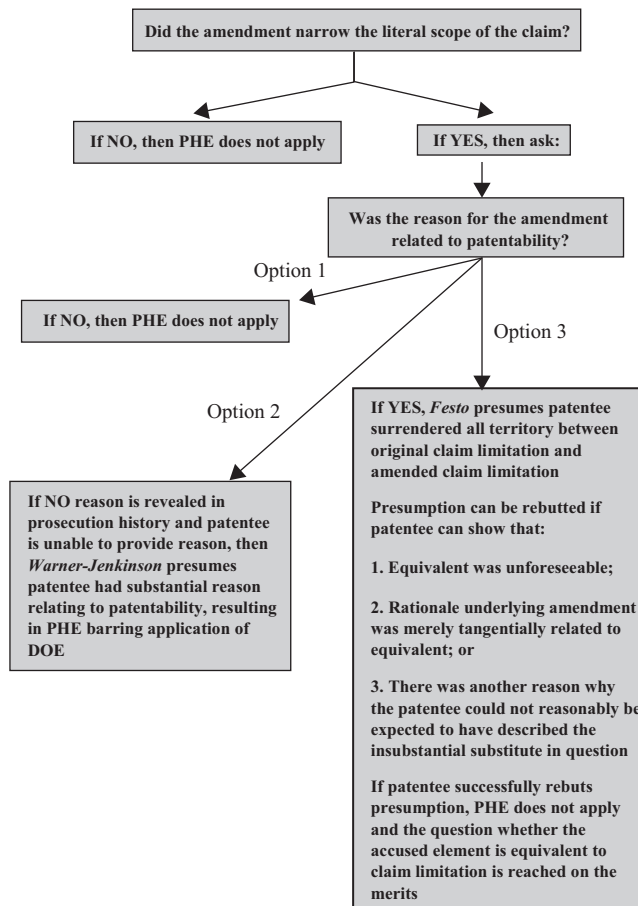 Did the amendment narrow the literal scope of the claim?
If NO, then PHE does not apply
If YES, then ask:
Was the reason for the amendment
related to patentability?
Option 1
If NO, then PHE does not apply
Option 3
Option 2
If NO reason is revealed in
prosecution history and patentee
is unable to provide reason, then
Warner-Jenkinson presumes
patentee had substantial reason
relating to patentability, resulting
in PHE barring application of
DOE
If YES, Festo presumes patentee
surrendered all territory between
original claim limitation and
amended claim limitation
Presumption can be rebutted if
patentee can show that:
1. Equivalent was unforeseeable;
2. Rationale underlying amendment
was merely tangentially related to
equivalent; or
3. There was another reason why
the patentee could not reasonably be
expected to have described the
insubstantial substitute in question
If patentee successfully rebuts
presumption, PHE does not apply
and the question whether the
accused element is equivalent to
claim limitation is reached on the
merits